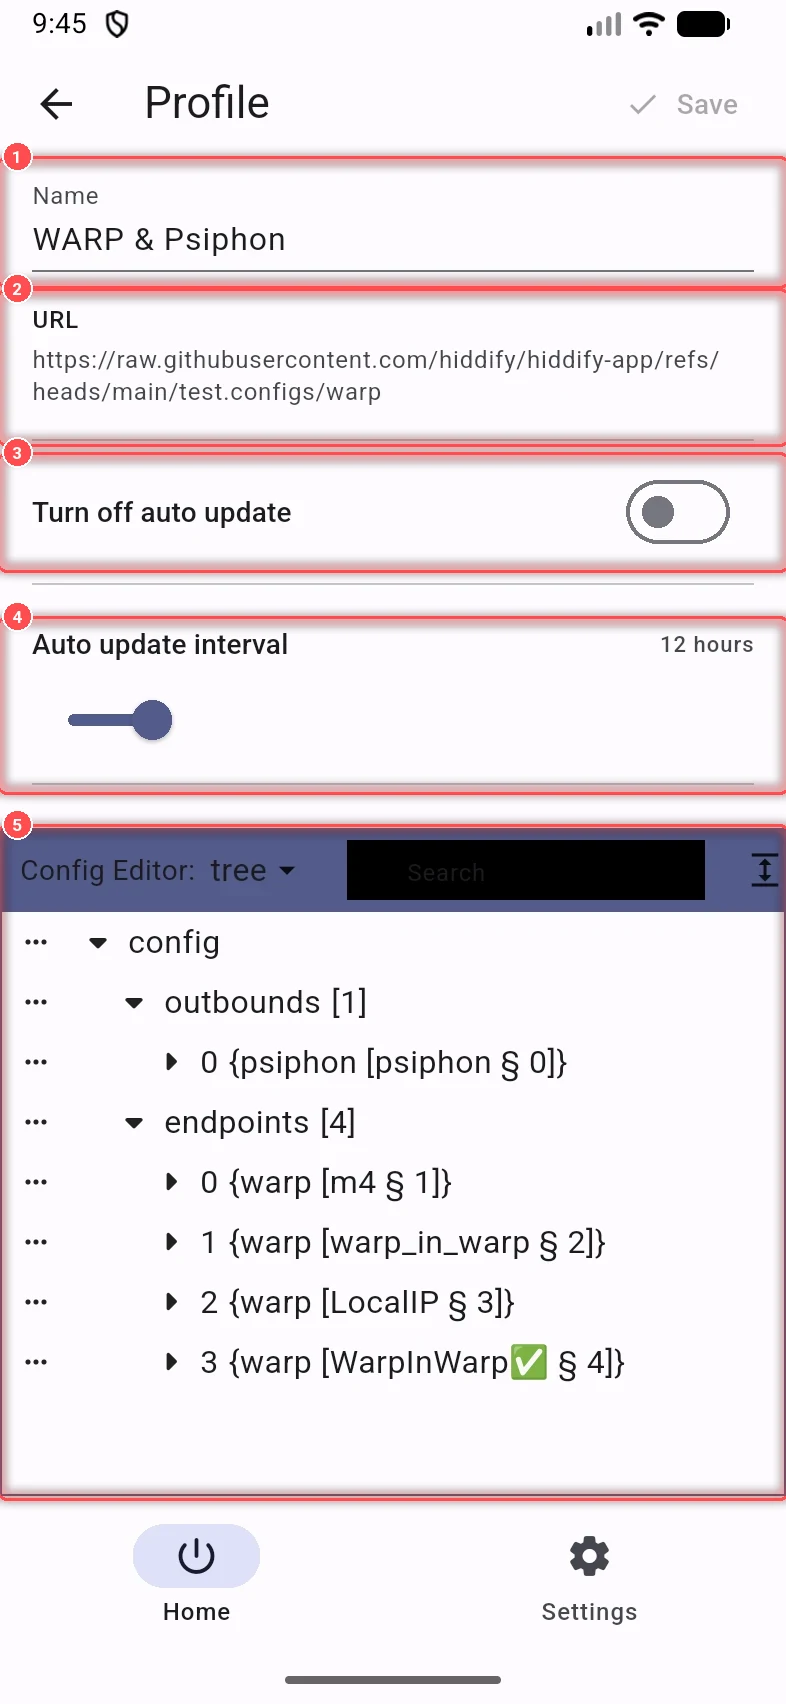 9:45
Profile
Save
1
Name
WARP & Psiphon
2
URL
https://raw.githubusercontent.com/hiddify/hiddify-app/refs/
heads/main/test.configs/warp
3
Turn off auto update
4
Auto update interval
12 hours
5
Config Editor: tree
Search
config
outbounds [1]
0 {psiphon [psiphon § 0]}
endpoints [4]
0 {warp [m4 § 1]}
1 {warp [warp_in_warp § 2]}
2 {warp [LocalIP § 3]}
3 {warp [WarpInWarp✅ § 4]}
Home
Settings